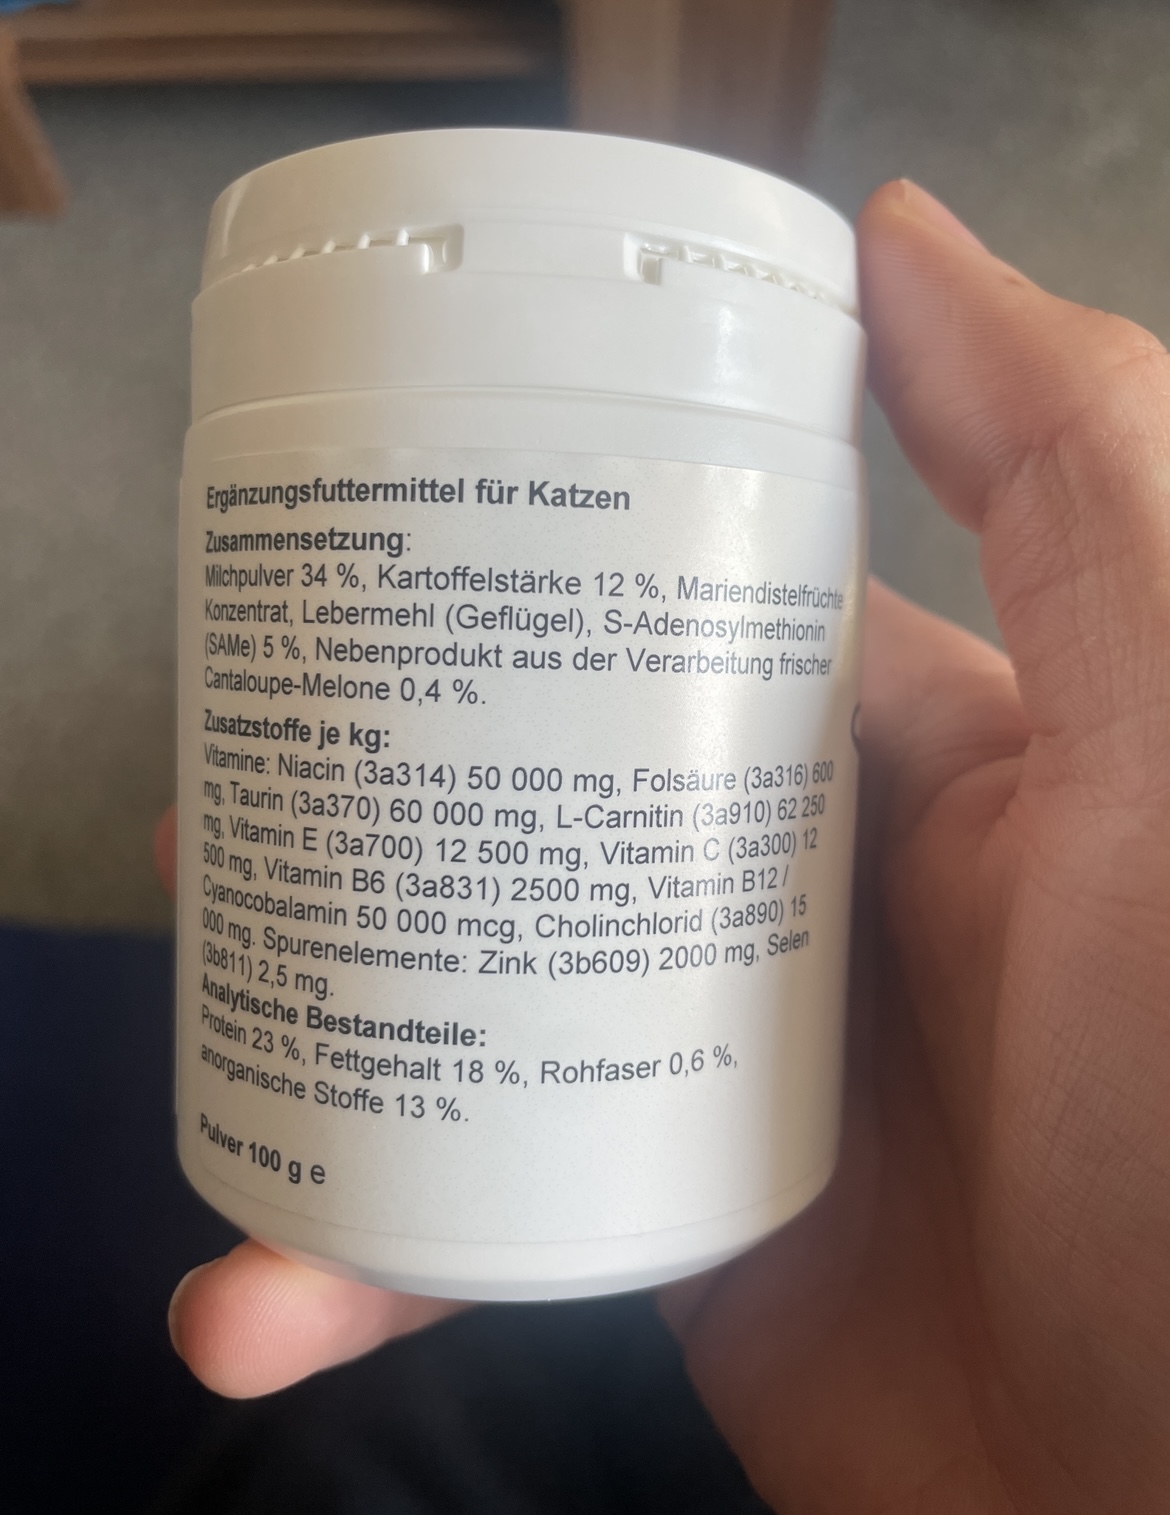 Ergänzungsfuttermittel für Katzen
Zusammensetzung:
Milchpulver 34 %, Kartoffelstärke 12 %, Mariendistelfrüchte
Konzentrat, Lebermehl (Geflügel), S-Adenosylmethionin
(SAMe) 5 %, Nebenprodukt aus der Verarbeitung frischer
Cantaloupe-Melone 0,4 %.
Zusatzstoffe je kg:
Vitamine: Niacin (3a314) 50 000 mg, Folsäure (3a316) 600
mg, Taurin (3a370) 60 000 mg, L-Carnitin (3a910) 62 250
mg, Vitamin E (3a700) 12 500 mg, Vitamin C (3a300) 12
500 mg, Vitamin B6 (3a831) 2500 mg, Vitamin B12 /
Cyanocobalamin 50 000 mcg, Cholinchlorid (3a890) 15
000 mg. Spurenelemente: Zink (3b609) 2000 mg, Selen
(3b811) 2,5 mg.
Analytische Bestandteile:
Protein 23 %, Fettgehalt 18 %, Rohfaser 0,6 %,
anorganische Stoffe 13 %.
Pulver 100 g e